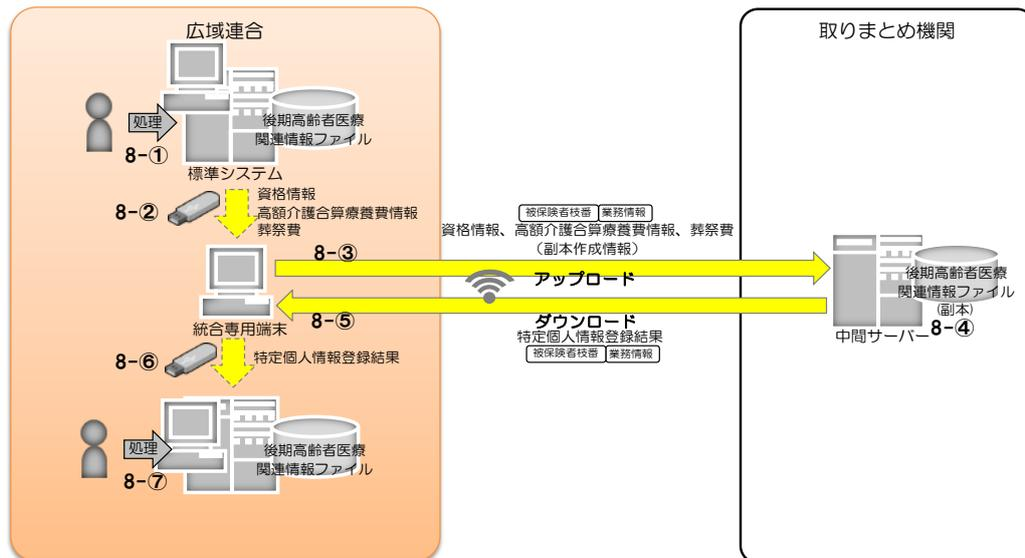 広域連合
取りまとめ機関
処理
8-①
後期高齢者医療
関連情報ファイル
標準システム
8-②
資格情報
高額介護合算療養費情報
葬祭費
被保険者枝番 業務情報
資格情報、高額介護合算療養費情報、葬祭費
（副本作成情報）
8-③
アップロード
後期高齢者医療
関連情報ファイル
(副本)
中間サーバー
8-④
統合専用端末
8-⑤
ダウンロード
特定個人情報登録結果
被保険者枝番 業務情報
8-⑥
特定個人情報登録結果
処理
8-⑦
後期高齢者医療
関連情報ファイル